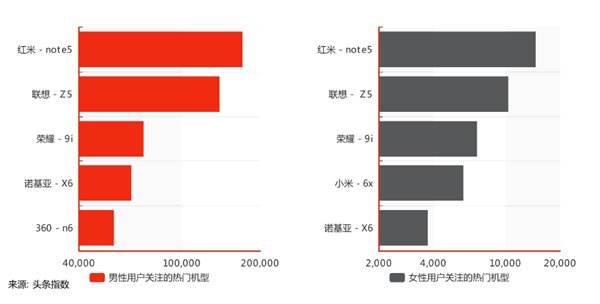 红米 - note5
联想 - Z5
荣耀 - 9i
诺基亚 - X6
360 - n6
40,000 100,000 200,000
男性用户关注的热门机型
红米 - note5
联想 - Z5
荣耀 - 9i
小米 - 6x
诺基亚 - X6
2,000 4,000 10,000 20,000
女性用户关注的热门机型
来源: 头条指数